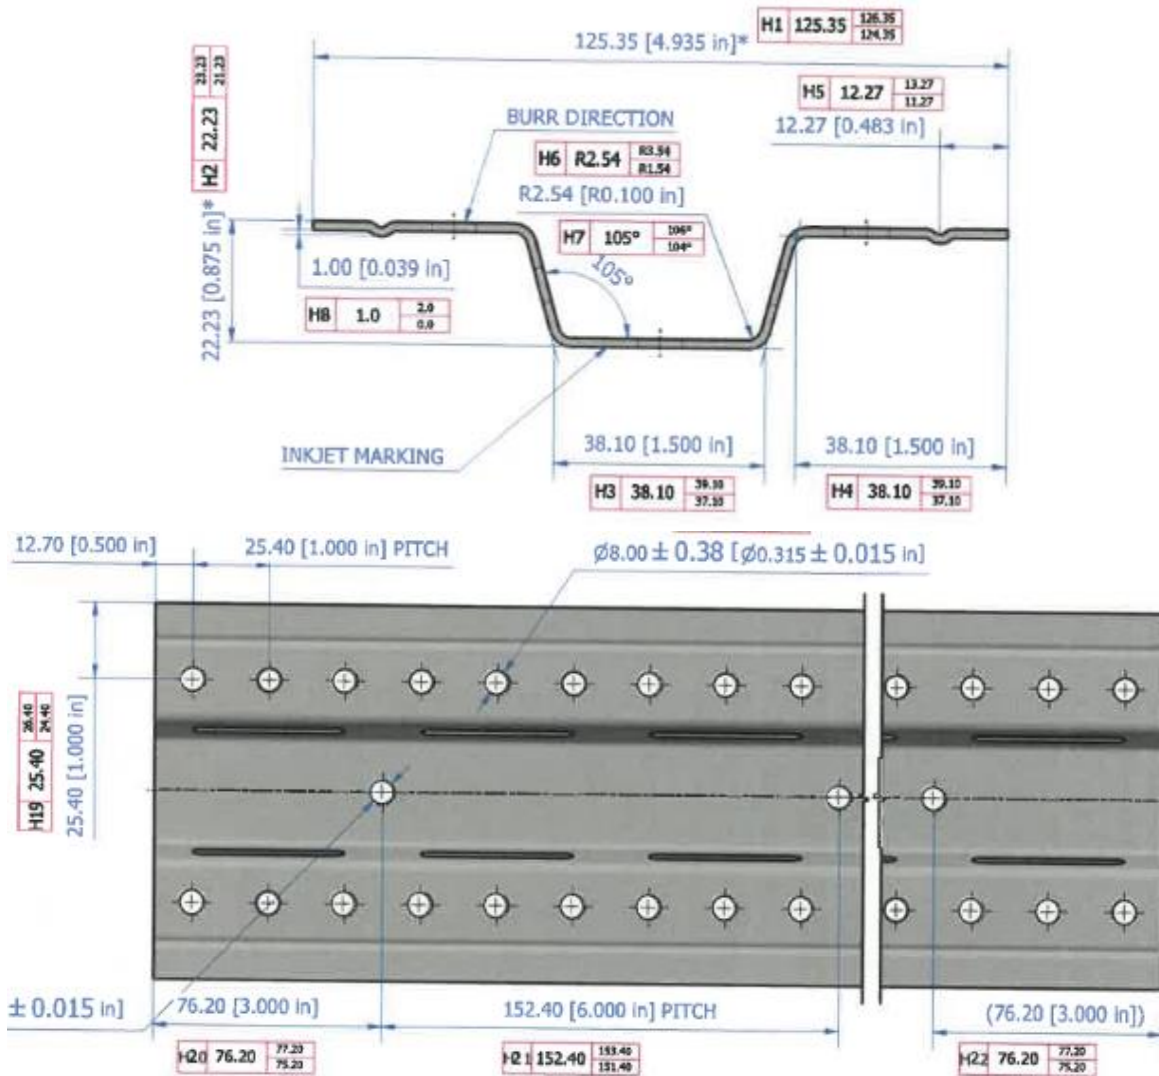 H1 125.35 126.35 124.35
125.35 [4.935 in]*
H2 22.23 23.23 21.23
22.23 [0.875 in]*
H5 12.27 13.27 11.27
12.27 [0.483 in]
BURR DIRECTION
H6 R2.54 R3.54 R1.54
R2.54 [R0.100 in]
H7 105° 106° 104°
105°
1.00 [0.039 in]
H8 1.0 2.0 0.0
INKJET MARKING
38.10 [1.500 in]
H3 38.10 39.10 37.10
38.10 [1.500 in]
H4 38.10 39.10 37.10
12.70 [0.500 in]
25.40 [1.000 in] PITCH
Ø8.00 ± 0.38 [Ø0.315 ± 0.015 in]
H19 25.40 26.40 24.40
25.40 [1.000 in]
± 0.015 in]
76.20 [3.000 in]
H20 76.20 77.20 75.20
152.40 [6.000 in] PITCH
H21 152.40 153.40 151.40
(76.20 [3.000 in])
H22 76.20 77.20 75.20